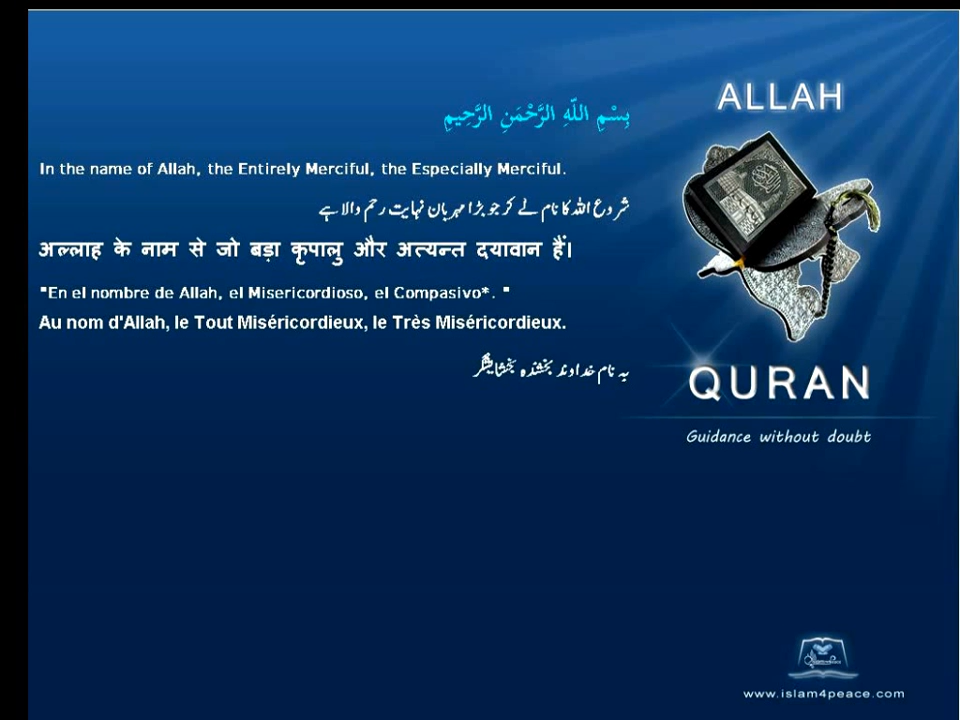 بِسْمِ اللّهِ الرَّحْمَنِ الرَّحِيمِ
In the name of Allah, the Entirely Merciful, the Especially Merciful.
شروع اللہ کا نام لے کر جو بڑا مہربان نہایت رحم والا ہے
अल्लाह के नाम से जो बड़ा कृपालु और अत्यन्त दयावान हैं।
"En el nombre de Allah, el Misericordioso, el Compasivo*. "
Au nom d'Allah, le Tout Miséricordieux, le Très Miséricordieux.
به نام خداوند بخشنده بخشایشگر
ALLAH
QURAN
Guidance without doubt
www.islam4peace.com